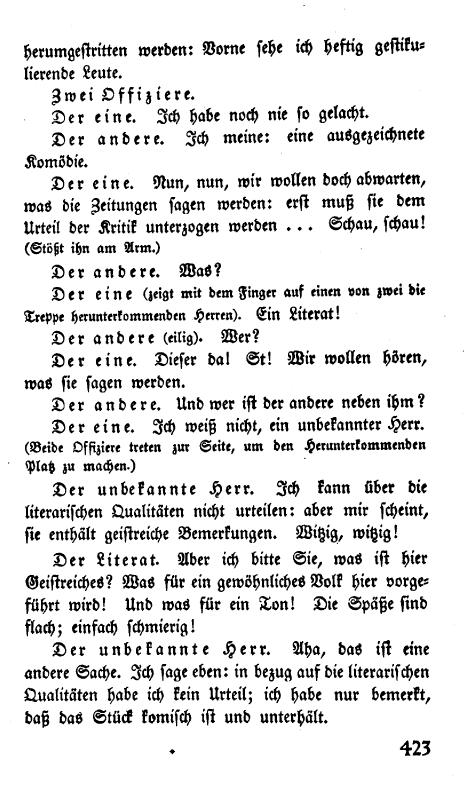 herumgestritten werden: Vorne sehe ich heftig gestiku-
lierende Leute.
Zwei Offiziere.
Der eine. Ich habe noch nie so gelacht.
Der andere. Ich meine: eine ausgezeichnete
Komödie.
Der eine. Nun, nun, wir wollen doch abwarten,
was die Zeitungen sagen werden: erst muß sie dem
Urteil der Kritik unterzogen werden ... Schau, schau!
(Stößt ihn am Arm.)
Der andere. Was?
Der eine (zeigt mit dem Finger auf einen von zwei die
Treppe herunterkommenden Herren). Ein Literat!
Der andere (eilig). Wer?
Der eine. Dieser da! St! Wir wollen hören,
was sie sagen werden.
Der andere. Und wer ist der andere neben ihm?
Der eine. Ich weiß nicht, ein unbekannter Herr.
(Beide Offiziere treten zur Seite, um den Herunterkommenden
Platz zu machen.)
Der unbekannte Herr. Ich kann über die
literarischen Qualitäten nicht urteilen: aber mir scheint,
sie enthält geistreiche Bemerkungen. Witzig, witzig!
Der Literat. Aber ich bitte Sie, was ist hier
Geistreiches? Was für ein gewöhnliches Volk hier vorge-
führt wird! Und was für ein Ton! Die Späße sind
flach; einfach schmierig!
Der unbekannte Herr. Aha, das ist eine
andere Sache. Ich sage eben: in bezug auf die literarischen
Qualitäten habe ich kein Urteil; ich habe nur bemerkt,
daß das Stück komisch ist und unterhält.
423